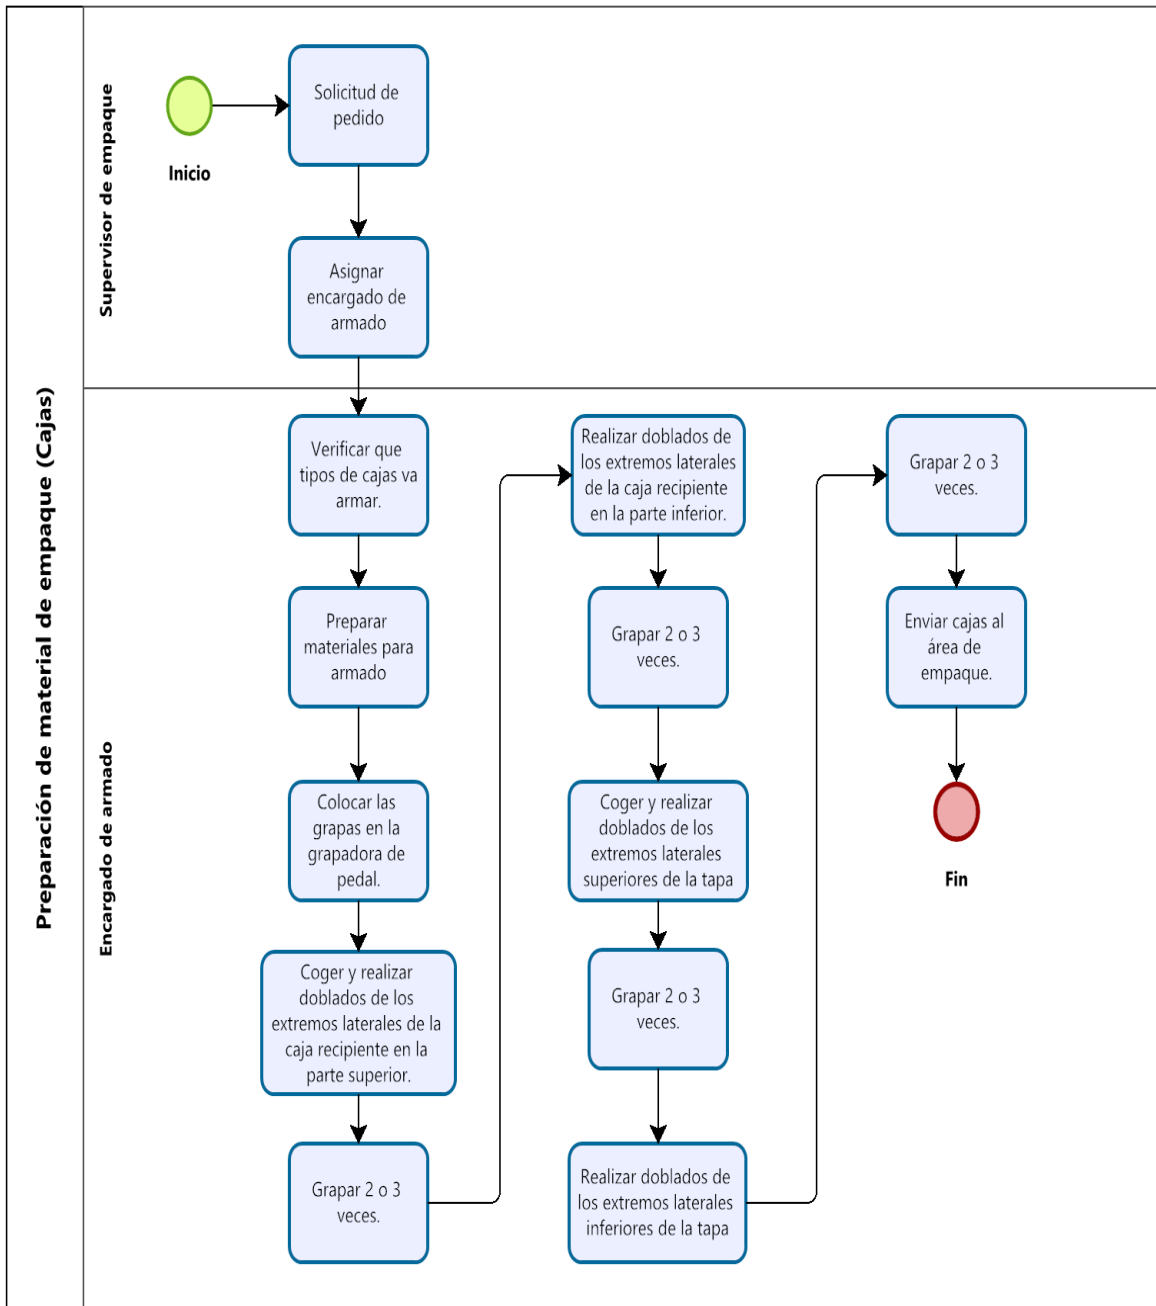 Preparación de material de empaque (Cajas)
Supervisor de empaque
Inicio
Solicitud de
pedido
Asignar
encargado de
armado
Encargado de armado
Verificar que
tipos de cajas va
armar.
Preparar
materiales para
armado
Colocar las
grapas en la
grapadora de
pedal.
Coger y realizar
doblados de los
extremos laterales de la
caja recipiente en la
parte superior.
Grapar 2 o 3
veces.
Realizar doblados de
los extremos laterales
de la caja recipiente
en la parte inferior.
Grapar 2 o 3
veces.
Coger y realizar
doblados de los
extremos laterales
superiores de la tapa
Grapar 2 o 3
veces.
Realizar doblados de
los extremos laterales
inferiores de la tapa
Grapar 2 o 3
veces.
Enviar cajas al
área de
empaque.
Fin